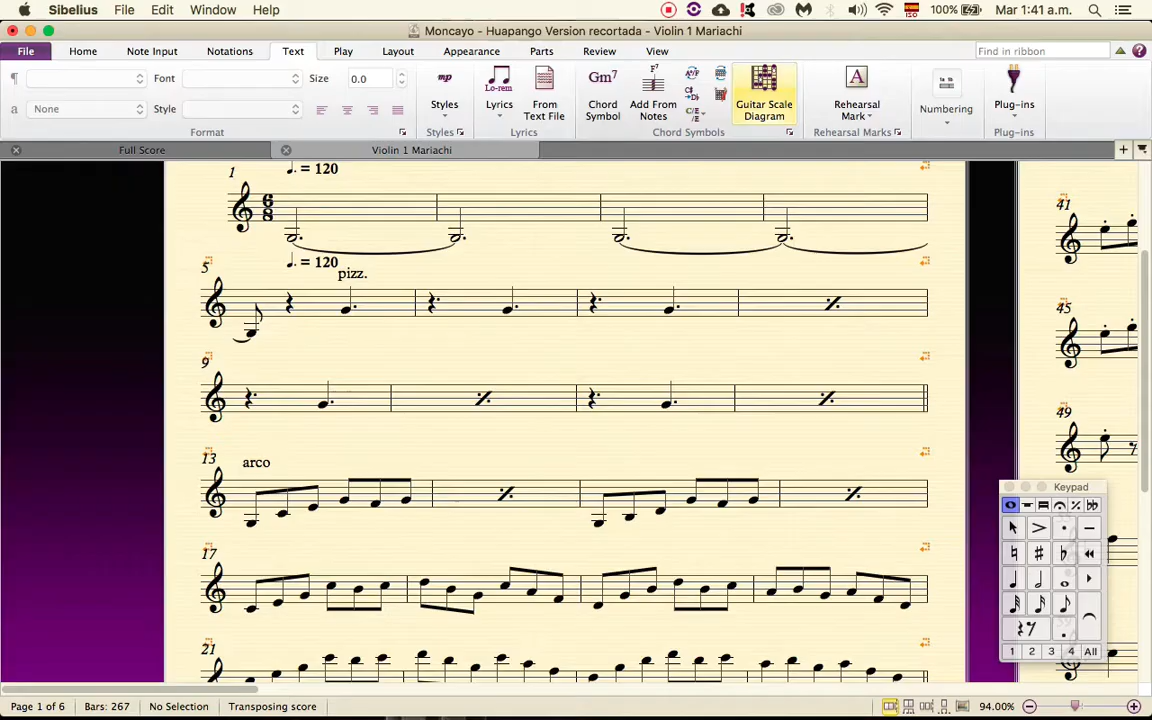 Sibelius File Edit Window Help 100% Mar 1:41 a.m.
Moncayo - Huapango Version recortada - Violin 1 Mariachi
File Home Note Input Notations Text Play Layout Appearance Parts Review View Find in ribbon
Font Size 0.0
None Style
Format
Styles
Styles
Lo-rem
Lyrics
From Text File
Lyrics
Gm7
Chord Symbol
Add From Notes
Guitar Scale Diagram
Chord Symbols
A
Rehearsal Mark
Rehearsal Marks
Numbering
Plug-ins
Plug-ins
Full Score Violin 1 Mariachi
1 = 120
6
8
5 = 120
pizz.
9
13 arco
17
21
41
45
49
Keypad
1 2 3 4 All
Page 1 of 6 Bars: 267 No Selection Transposing score 94.00%